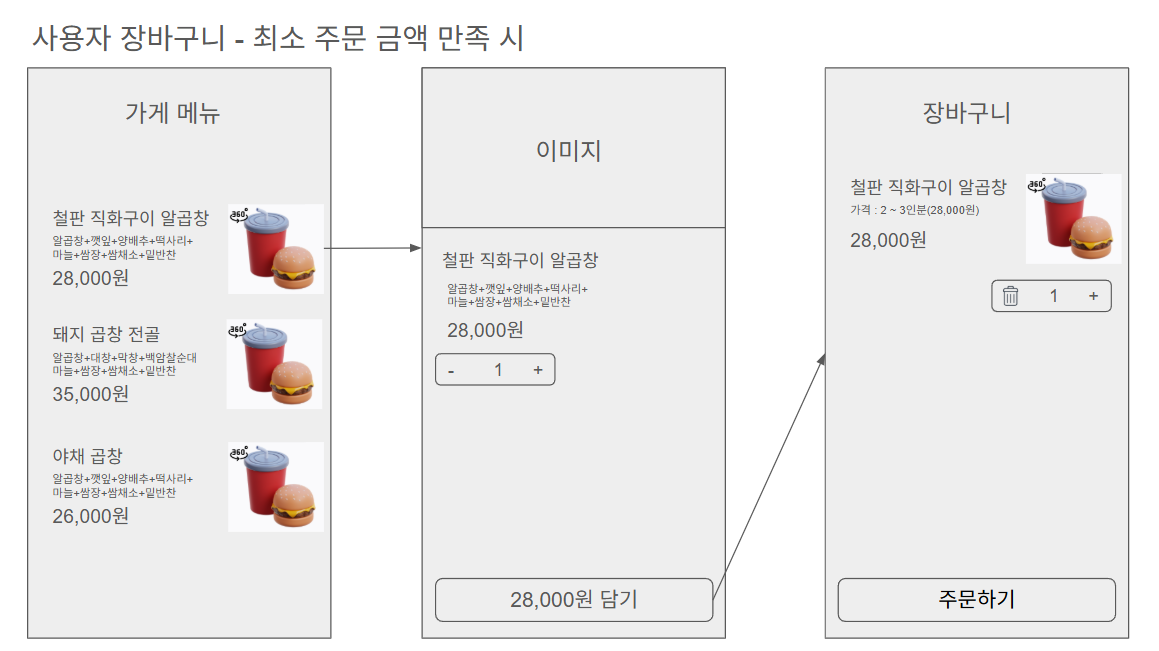 사용자 장바구니 - 최소 주문 금액 만족 시
가게 메뉴
철판 직화구이 알곱창
알곱창+깻잎+양배추+떡사리+
마늘+쌈장+쌈채소+밑반찬
28,000원
360°
돼지 곱창 전골
알곱창+대창+막창+백암찰순대
마늘+쌈장+쌈채소+밑반찬
35,000원
360°
야채 곱창
알곱창+깻잎+양배추+떡사리+
마늘+쌈장+쌈채소+밑반찬
26,000원
360°
이미지
철판 직화구이 알곱창
알곱창+깻잎+양배추+떡사리+
마늘+쌈장+쌈채소+밑반찬
28,000원
- 1 +
28,000원 담기
장바구니
철판 직화구이 알곱창
가격 : 2 ~ 3인분(28,000원)
28,000원
360°
1 +
주문하기